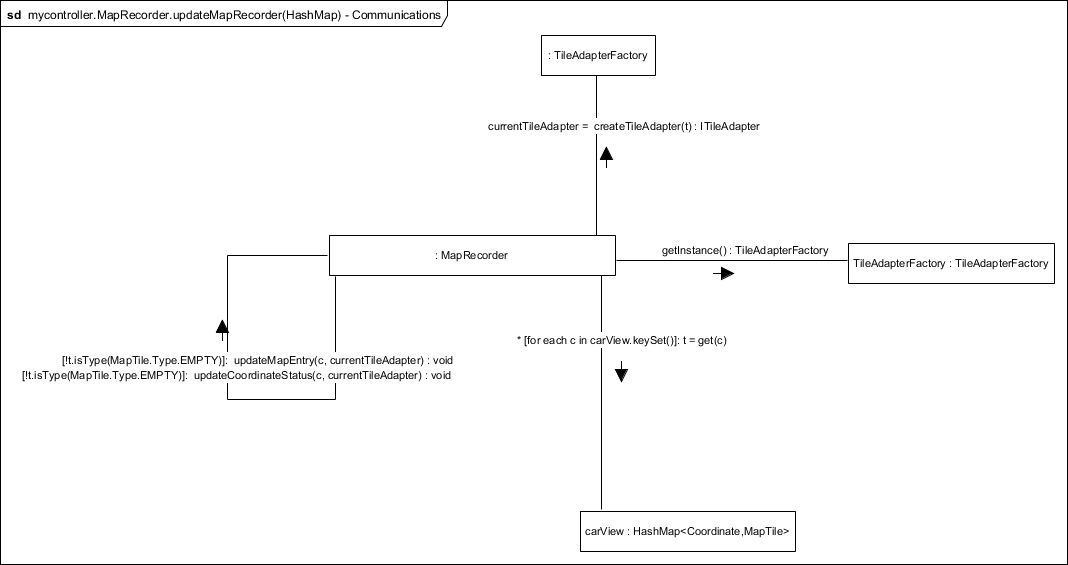 sd mycontroller.MapRecorder.updateMapRecorder(HashMap) - Communications
: TileAdapterFactory
currentTileAdapter = createTileAdapter(t) : ITileAdapter
: MapRecorder
getInstance() : TileAdapterFactory
TileAdapterFactory : TileAdapterFactory
* [for each c in carView.keySet()]: t = get(c)
[!t.isType(MapTile.Type.EMPTY)]: updateMapEntry(c, currentTileAdapter) : void
[!t.isType(MapTile.Type.EMPTY)]: updateCoordinateStatus(c, currentTileAdapter) : void
carView : HashMap<Coordinate,MapTile>